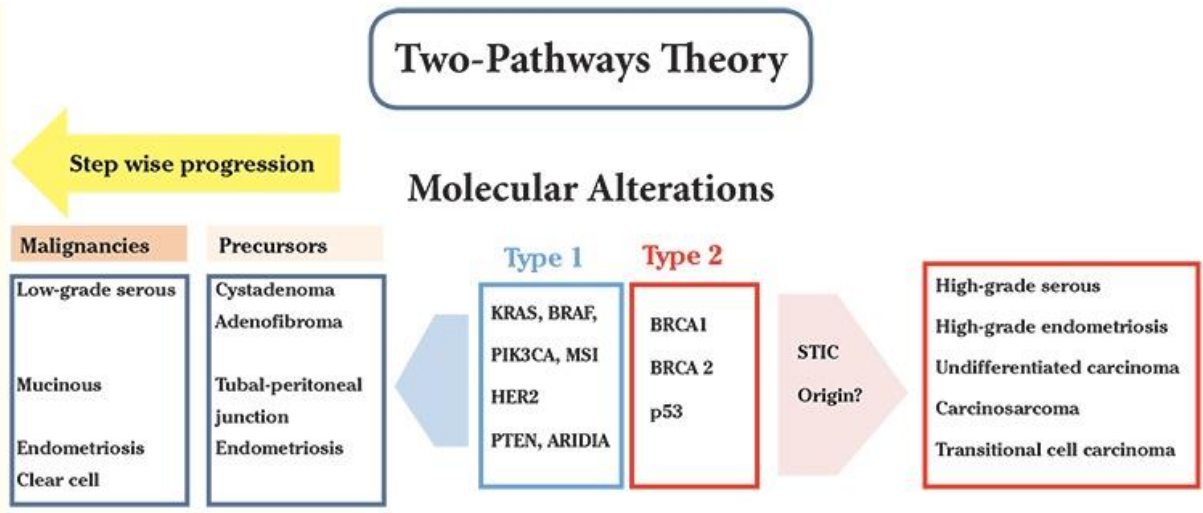 Two-Pathways Theory
Step wise progression
Molecular Alterations
Malignancies
Low-grade serous
Mucinous
Endometriosis
Clear cell
Precursors
Cystadenoma
Adenofibroma
Tubal-peritoneal
junction
Endometriosis
Type 1
KRAS, BRAF,
PIK3CA, MSI
HER2
PTEN, ARIDIA
Type 2
BRCA1
BRCA 2
p53
STIC
Origin?
High-grade serous
High-grade endometriosis
Undifferentiated carcinoma
Carcinosarcoma
Transitional cell carcinoma